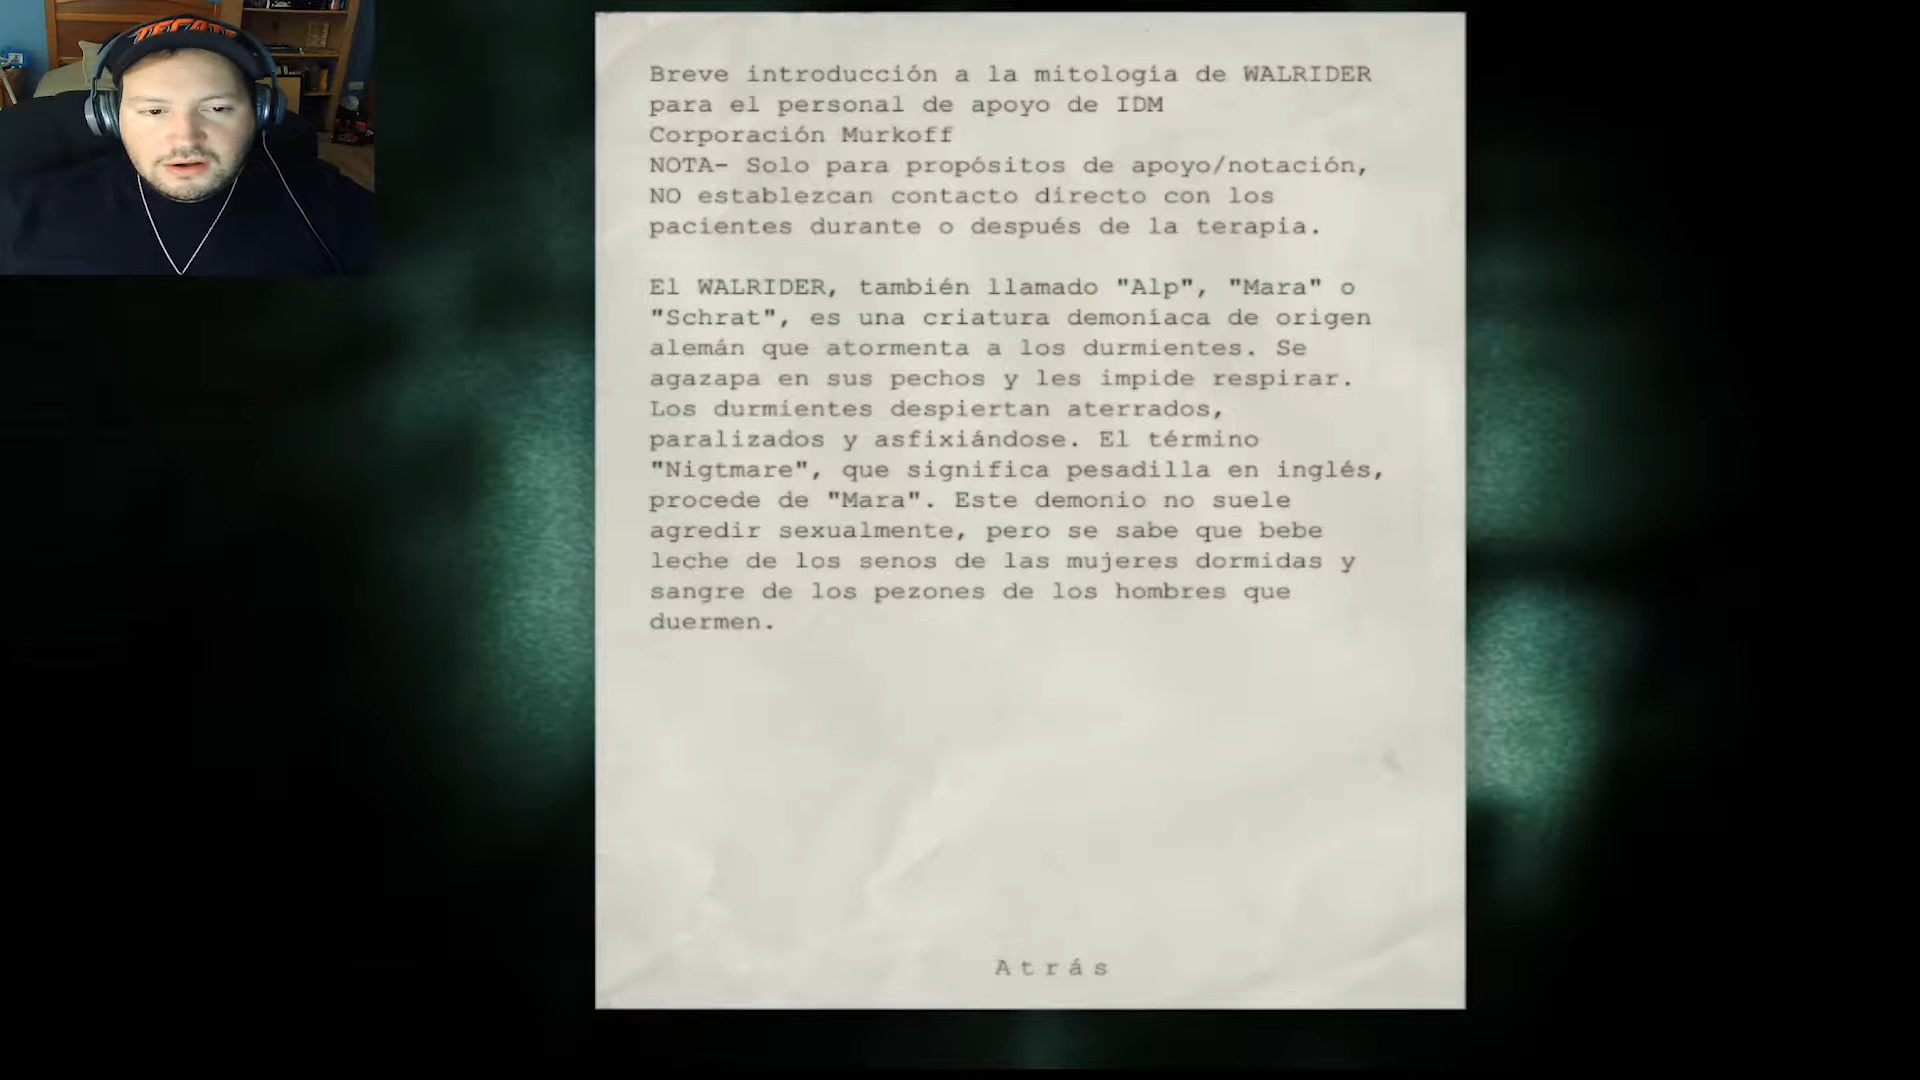 TECATE
Breve introducción a la mitología de WALRIDER
para el personal de apoyo de IDM
Corporación Murkoff
NOTA- Solo para propósitos de apoyo/notación,
NO establezcan contacto directo con los
pacientes durante o después de la terapia.
El WALRIDER, también llamado "Alp", "Mara" o
"Schrat", es una criatura demoníaca de origen
alemán que atormenta a los durmientes. Se
agazapa en sus pechos y les impide respirar.
Los durmientes despiertan aterrados,
paralizados y asfixiándose. El término
"Nigtmare", que significa pesadilla en inglés,
procede de "Mara". Este demonio no suele
agredir sexualmente, pero se sabe que bebe
leche de los senos de las mujeres dormidas y
sangre de los pezones de los hombres que
duermen.
Atrás